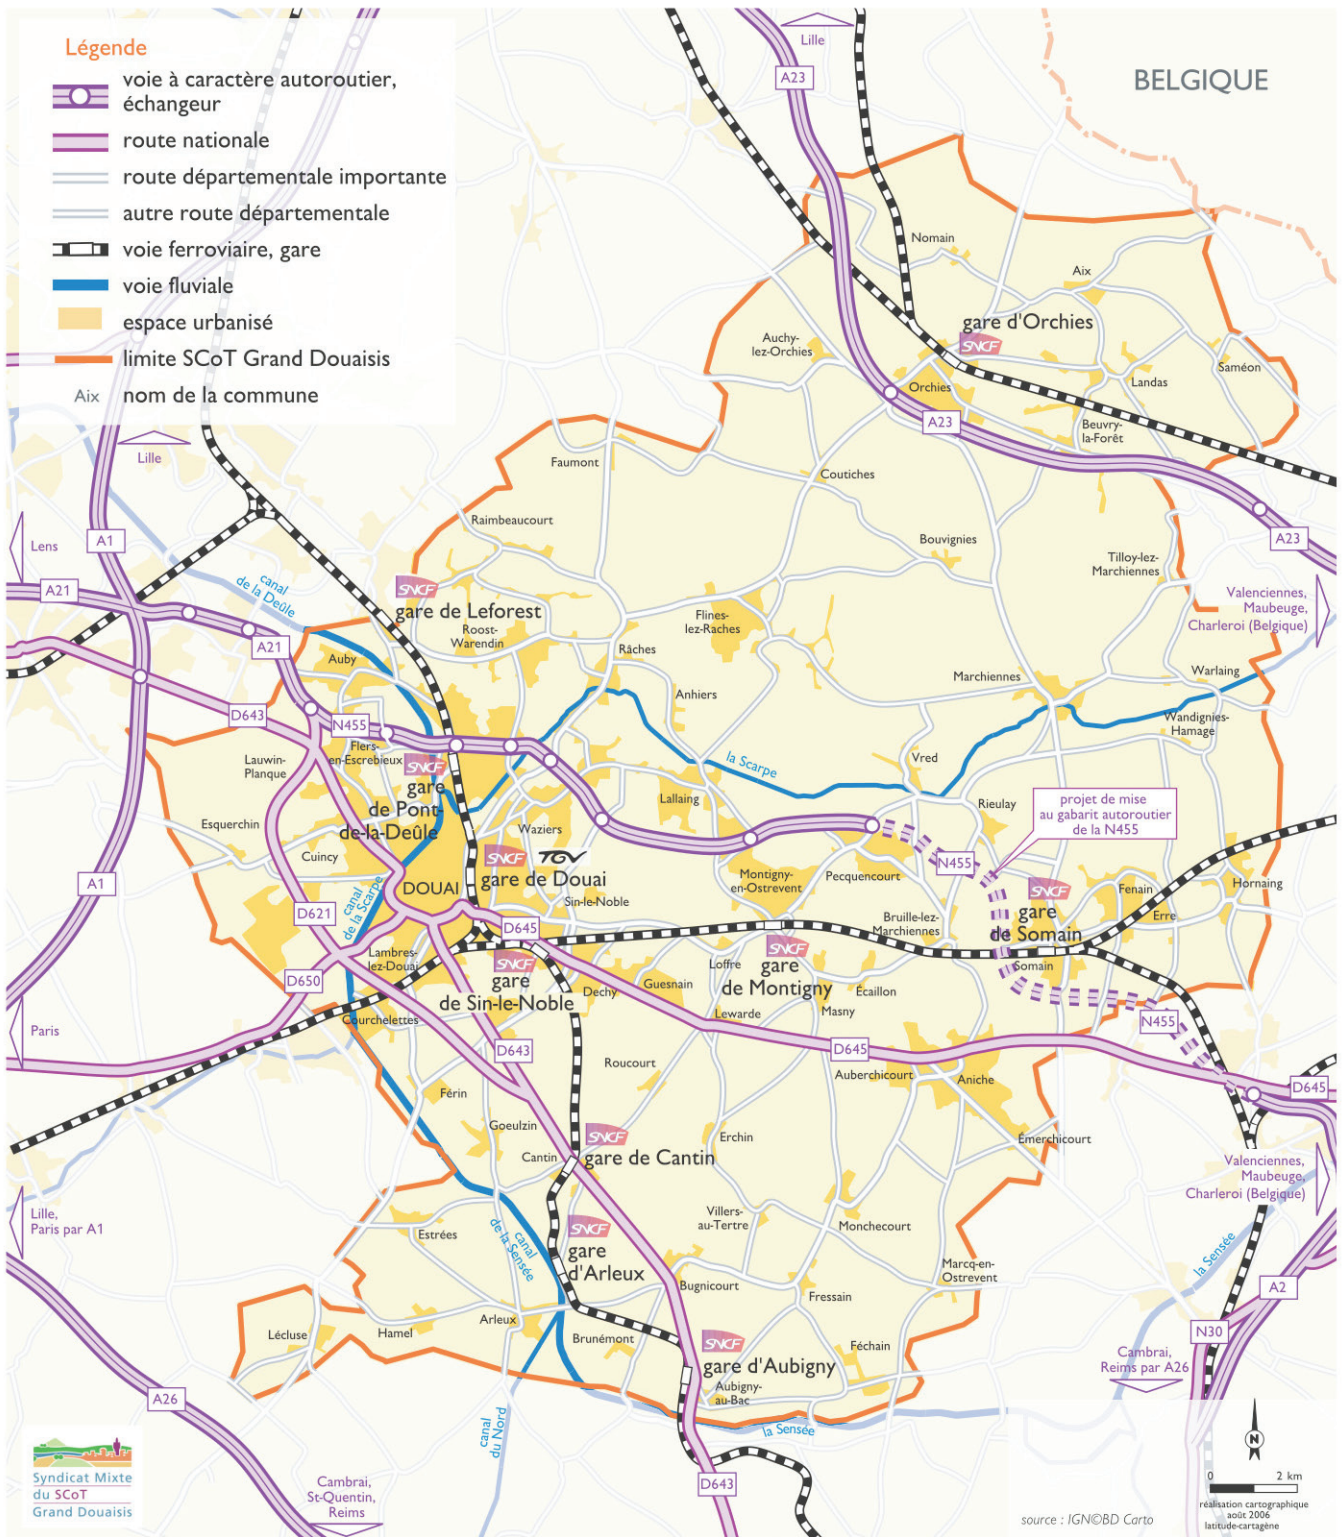 Légende
voie à caractère autoroutier,
échangeur
route nationale
route départementale importante
autre route départementale
voie ferroviaire, gare
voie fluviale
espace urbanisé
limite SCoT Grand Douaisis
Aix
nom de la commune
Lille
A23
BELGIQUE
Nomain
Aix
gare d'Orchies
SNCF
Auchy-
lez-Orchies
Orchies
Landas
Saméon
A23
Beuvry-
la-Forêt
Lille
Faumont
Coutiches
Lens
A1
Raimbeaucourt
Bouvignies
A23
Tilloy-lez-
Marchiennes
A21
canal
de la Deûle
SNCF
gare de Leforest
Roost-
Warendin
Flines-
lez-Raches
Valenciennes,
Maubeuge,
Charleroi (Belgique)
A21
Auby
Râches
Anhiers
Marchiennes
Warlaing
D643
N455
Wandignies-
Hamage
Flers-
en-Escrebieux
Lauwin-
Planque
SNCF
gare
de Pont-
de-la-Deûle
la Scarpe
Vred
Lallaing
Rieulay
projet de mise
au gabarit autoroutier
de la N455
Esquerchin
Cuincy
Waziers
SNCF
TGV
gare de Douai
DOUAI
N455
A1
Montigny-
en-Ostrevent
Pecquencourt
SNCF
gare
de Somain
Fenain
Hornaing
Erre
D621
canal
de la Scarpe
Sin-le-Noble
D645
Bruille-lez-
Marchiennes
Lambres-
lez-Douai
SNCF
gare
de Sin-le-Noble
D650
Dechy
Guesnain
Loffre
SNCF
gare
de Montigny
Écaillon
Somain
Lewarde
Masny
N455
Paris
Courchelettes
D643
Roucourt
D645
Auberchicourt
Aniche
D645
Férin
Goeulzin
Erchin
Émerchicourt
Cantin
SNCF
gare de Cantin
Valenciennes,
Maubeuge,
Charleroi (Belgique)
Lille,
Paris par A1
Estrées
canal
de la Sensée
SNCF
gare
d'Arleux
Villers-
au-Tertre
Monchecourt
Marcq-en-
Ostrevent
la Sensée
Bugnicourt
Fressain
A2
Lécluse
Hamel
Arleux
Brunémont
SNCF
gare d'Aubigny
Féchain
N30
Cambrai,
Reims par A26
A26
Aubigny-
au-Bac
canal
du Nord
la Sensée
Syndicat Mixte
du SCoT
Grand Douaisis
Cambrai,
St-Quentin,
Reims
D643
N
0 2 km
réalisation cartographique
août 2006
latitude-cartagène
source : IGN©BD Carto